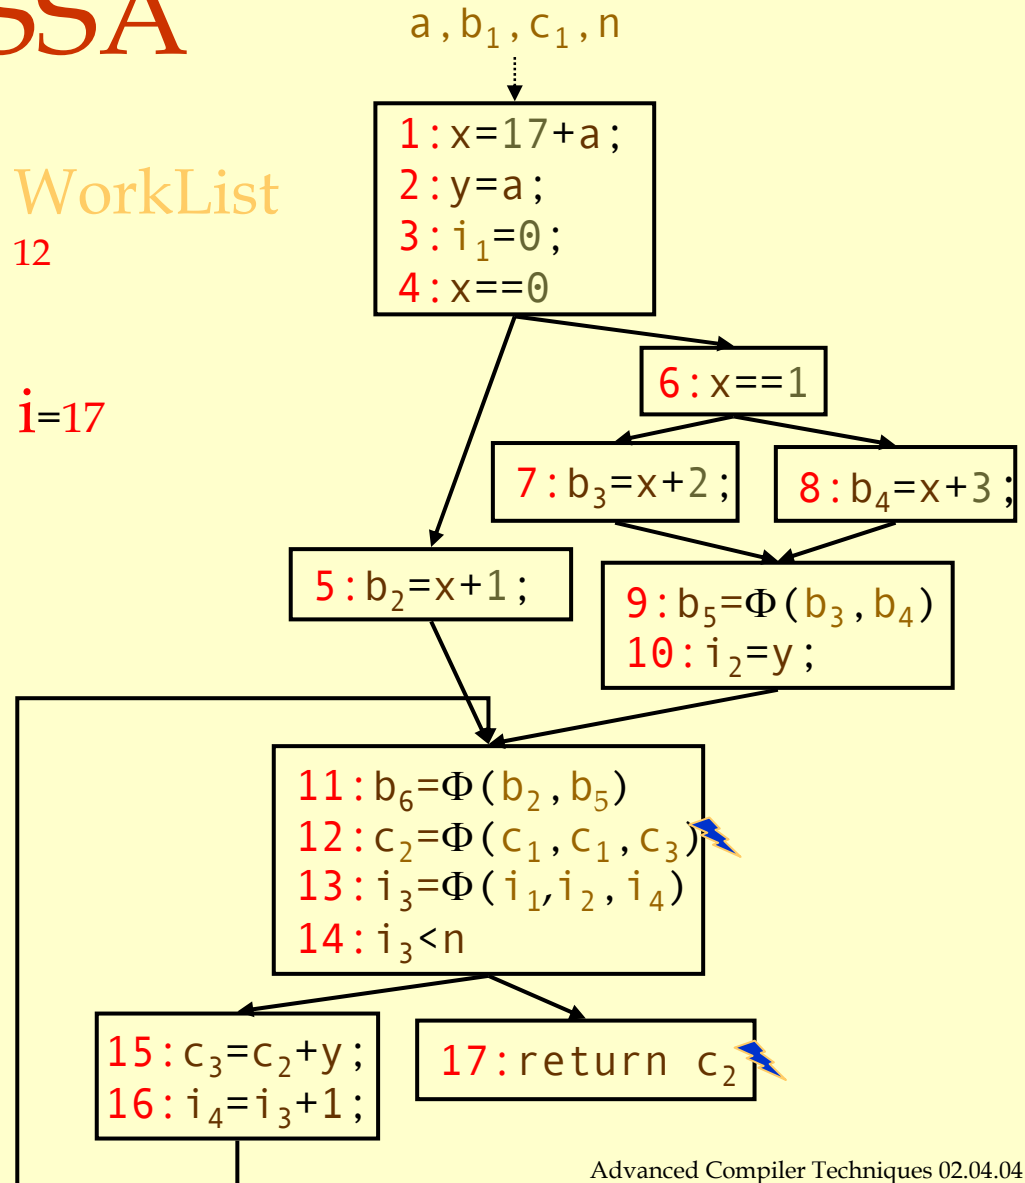 SSA
a,b₁,c₁,n
WorkList
12
i=17
1:x=17+a;
2:y=a;
3:i₁=0;
4:x==0
6:x==1
7:b₃=x+2;
8:b₄=x+3;
5:b₂=x+1;
9:b₅=Φ(b₃,b₄)
10:i₂=y;
11:b₆=Φ(b₂,b₅)
12:c₂=Φ(c₁,c₁,c₃)
13:i₃=Φ(i₁,i₂,i₄)
14:i₃<n
15:c₃=c₂+y;
16:i₄=i₃+1;
17:return c₂
Advanced Compiler Techniques 02.04.04